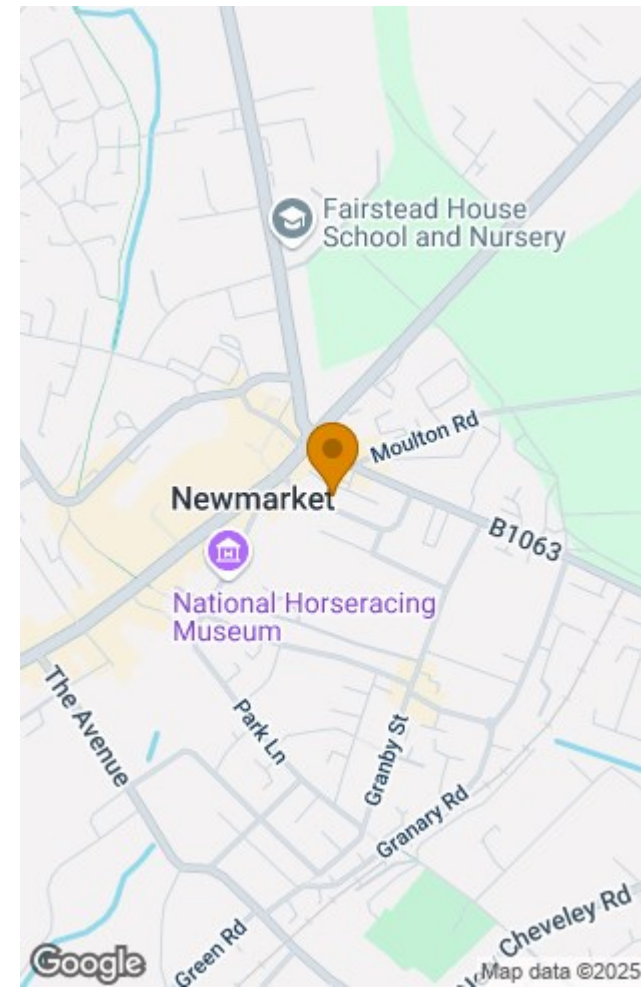 Fairstead House
School and Nursery
Moulton Rd
Newmarket
B1063
National Horseracing
Museum
The Avenue
Park Ln
Granby St
Granary Rd
Green Rd
Cheveley Rd
Google
Map data ©2025